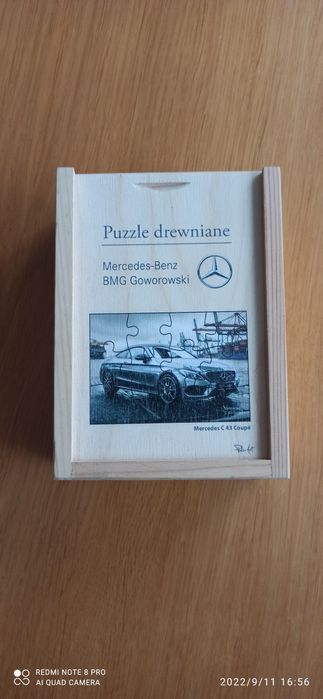 Puzzle drewniane
Mercedes-Benz
BMG Goworowski
Mercedes C 43 Coupé
REDMI NOTE 8 PRO
AI QUAD CAMERA
2022/9/11 16:56